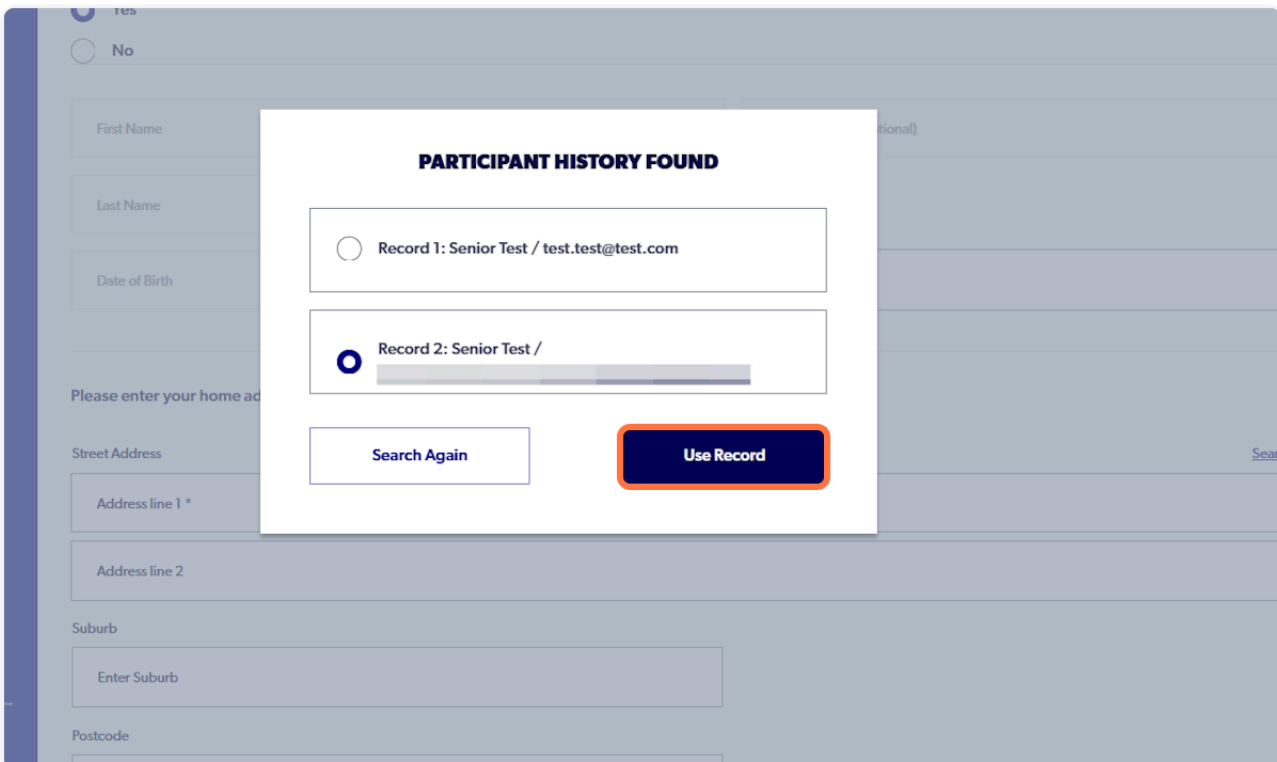 Yes
No
First Name
tional)
PARTICIPANT HISTORY FOUND
Last Name
Record 1: Senior Test / test.test@test.com
Date of Birth
Record 2: Senior Test /
Please enter your home ad
Search Again
Use Record
Street Address
Sear
Address line 1 *
Address line 2
Suburb
Enter Suburb
Postcode